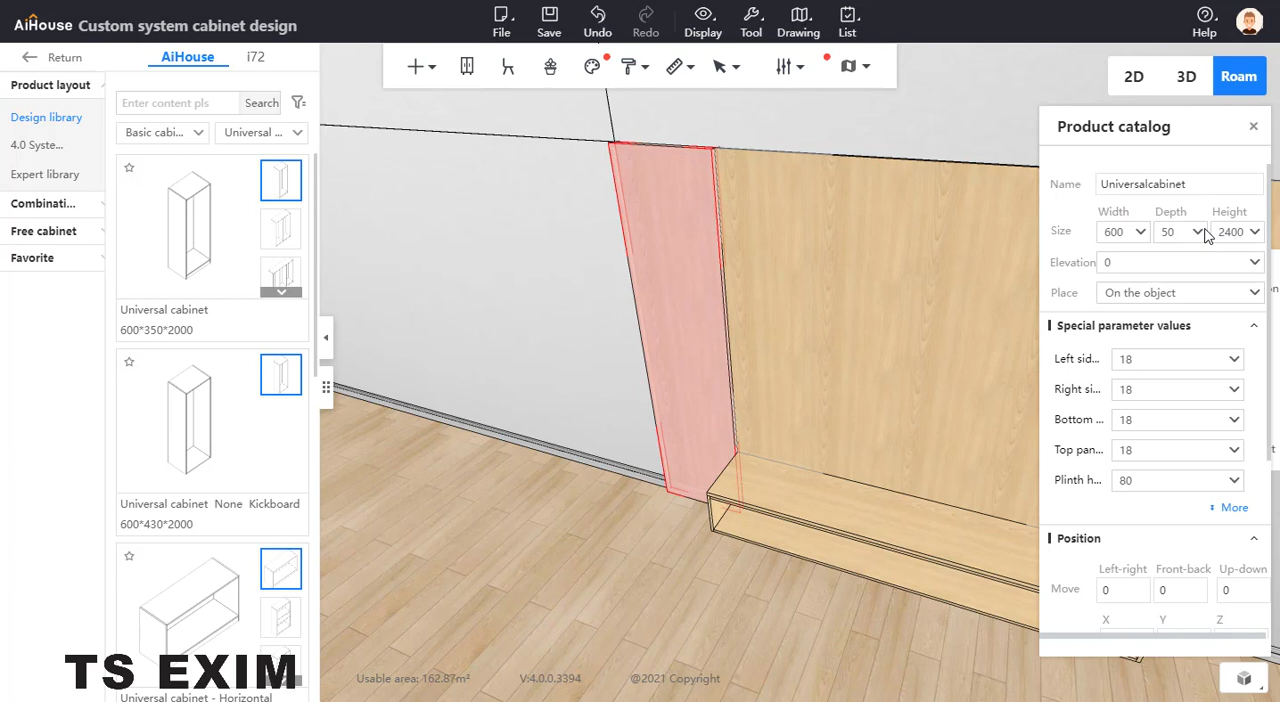 AiHouse Custom system cabinet design
File
Save
Undo
Redo
Display
Tool
Drawing
List
Help
Return
AiHouse
i72
Product layout
Design library
4.0 Syste...
Expert library
Combinati...
Free cabinet
Favorite
Enter content pls
Search
Basic cabi...
Universal ...
Universal cabinet
600*350*2000
Universal cabinet None Kickboard
600*430*2000
Universal cabinet - Horizontal
TS EXIM
Usable area: 162.87m²
V:4.0.0.3394
@2021 Copyright
2D
3D
Roam
Product catalog
Name Universalcabinet
Width Depth Height
Size 600 50 2400
Elevation 0
Place On the object
Special parameter values
Left sid... 18
Right si... 18
Bottom ... 18
Top pan... 18
Plinth h... 80
More
Position
Left-right Front-back Up-down
Move 0 0 0
X Y Z